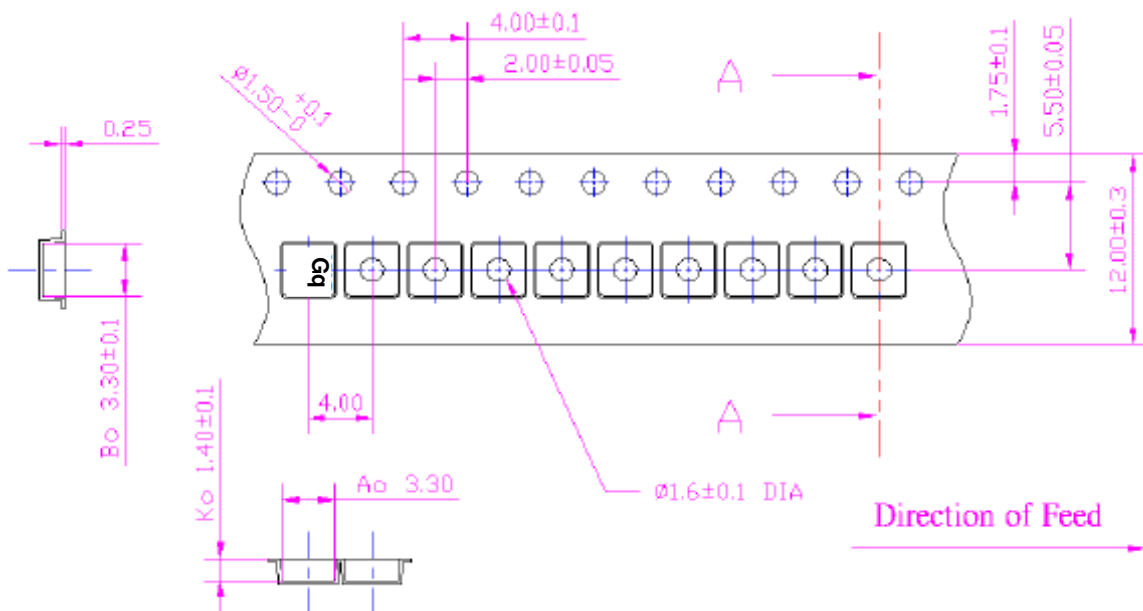 4.00±0.1
2.00±0.05
Ø1.50 +0.1 -0
A
1.75±0.1
5.50±0.05
0.25
12.00±0.3
Gq
Bo 3.30±0.1
4.00
A
Ko 1.40±0.1
Ao 3.30
Ø1.6±0.1 DIA
Direction of Feed